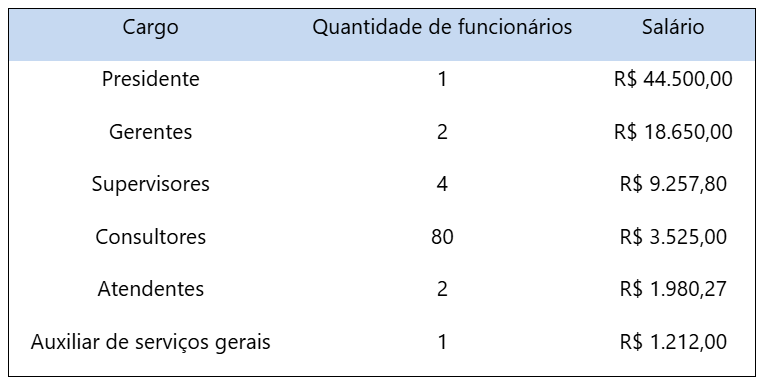 Cargo Quantidade de funcionários Salário
Presidente 1 R$ 44.500,00
Gerentes 2 R$ 18.650,00
Supervisores 4 R$ 9.257,80
Consultores 80 R$ 3.525,00
Atendentes 2 R$ 1.980,27
Auxiliar de serviços gerais 1 R$ 1.212,00